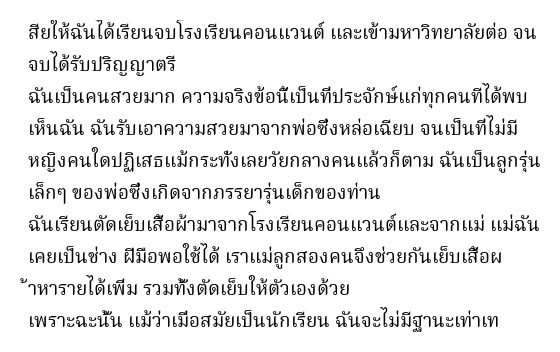 สียให้ฉันได้เรียนจบโรงเรียนคอนแวนต์ และเข้ามหาวิทยาลัยต่อ จน
จบได้รับปริญญาตรี
ฉันเป็นคนสวยมาก ความจริงข้อนี้เป็นที่ประจักษ์แก่ทุกคนที่ได้พบ
เห็นฉัน ฉันรับเอาความสวยมาจากพ่อซึ่งหล่อเฉียบ จนเป็นที่ไม่มี
หญิงคนใดปฏิเสธแม้กระทั่งเลยวัยกลางคนแล้วก็ตาม ฉันเป็นลูกรุ่น
เล็กๆ ของพ่อซึ่งเกิดจากภรรยารุ่นเด็กของท่าน
ฉันเรียนตัดเย็บเสื้อผ้ามาจากโรงเรียนคอนแวนต์และจากแม่ แม่ฉัน
เคยเป็นช่าง ฝีมือพอใช้ได้ เราแม่ลูกสองคนจึงช่วยกันเย็บเสื้อผ
้าหารายได้เพิ่ม รวมทั้งตัดเย็บให้ตัวเองด้วย
เพราะฉะนั้น แม้ว่าเมื่อสมัยเป็นนักเรียน ฉันจะไม่มีฐานะเท่าเท